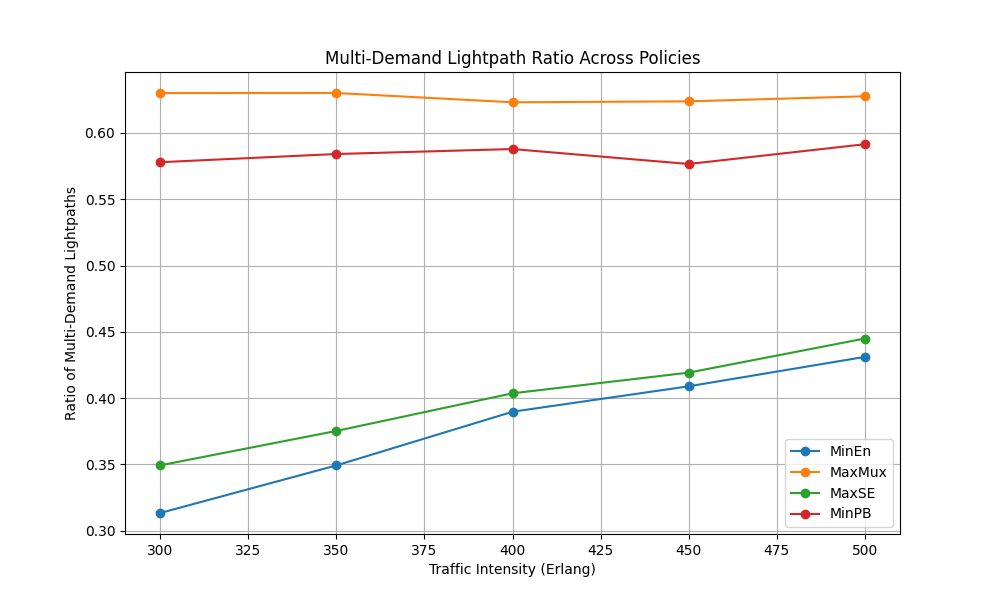 Multi-Demand Lightpath Ratio Across Policies
Ratio of Multi-Demand Lightpaths
0.60
0.55
0.50
0.45
0.40
0.35
0.30
300 325 350 375 400 425 450 475 500
Traffic Intensity (Erlang)
MinEn
MaxMux
MaxSE
MinPB